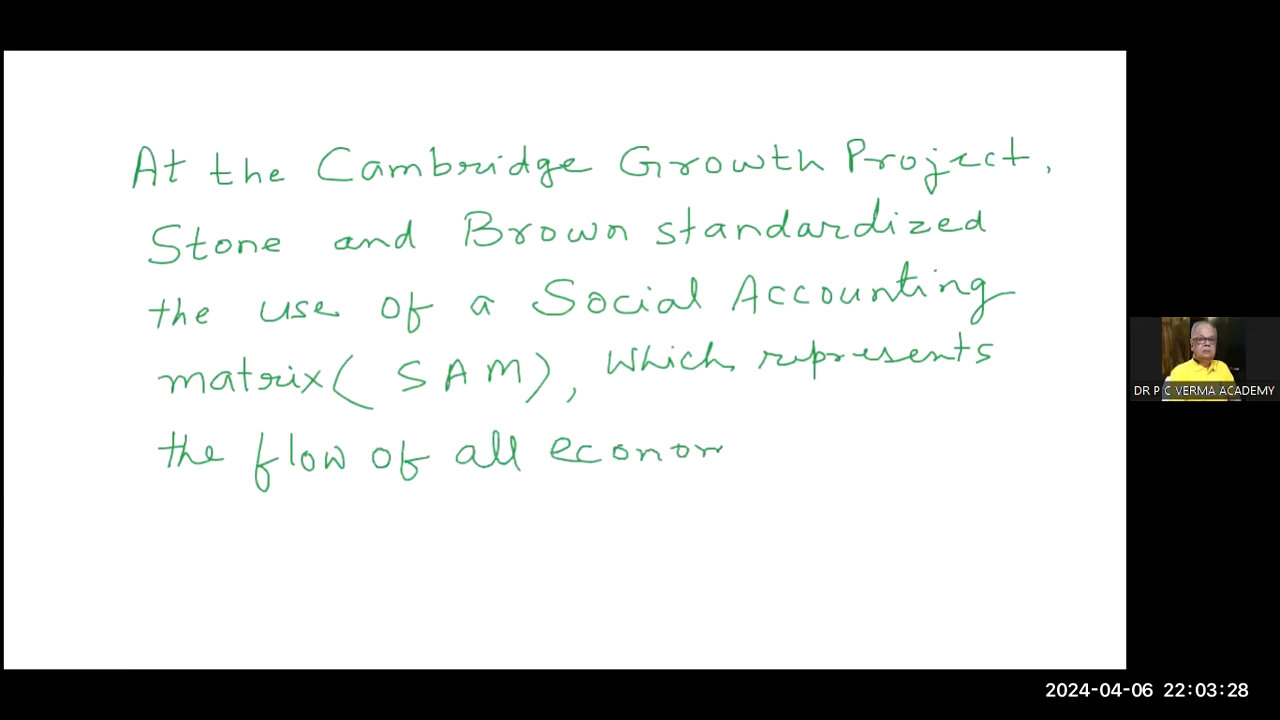 At the Cambridge Growth Project,
Stone and Brown standardized
the use of a Social Accounting
matrix ( SAM), which represents
the flow of all econom
DR P C VERMA ACADEMY
2024-04-06 22:03:28